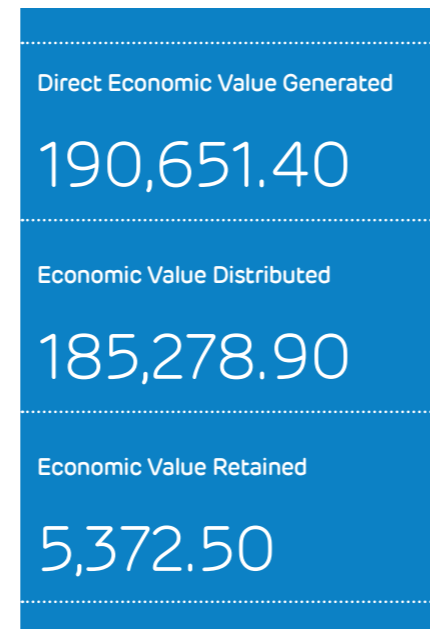 Direct Economic Value Generated
190,651.40
Economic Value Distributed
185,278.90
Economic Value Retained
5,372.50